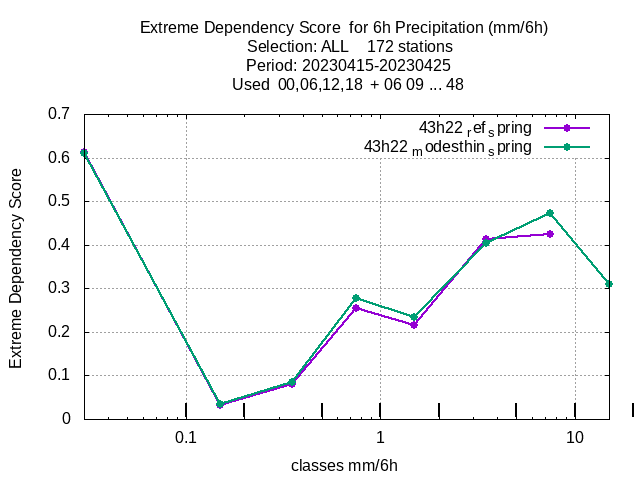 Extreme Dependency Score  for 6h Precipitation (mm/6h)
Selection: ALL    172 stations
Period: 20230415-20230425
Used  00,06,12,18  + 06 09 ... 48
43h22 ref spring
43h22 modesthin spring
Extreme Dependency Score
0.7
0.6
0.5
0.4
0.3
0.2
0.1
0
0.1 1 10
classes mm/6h